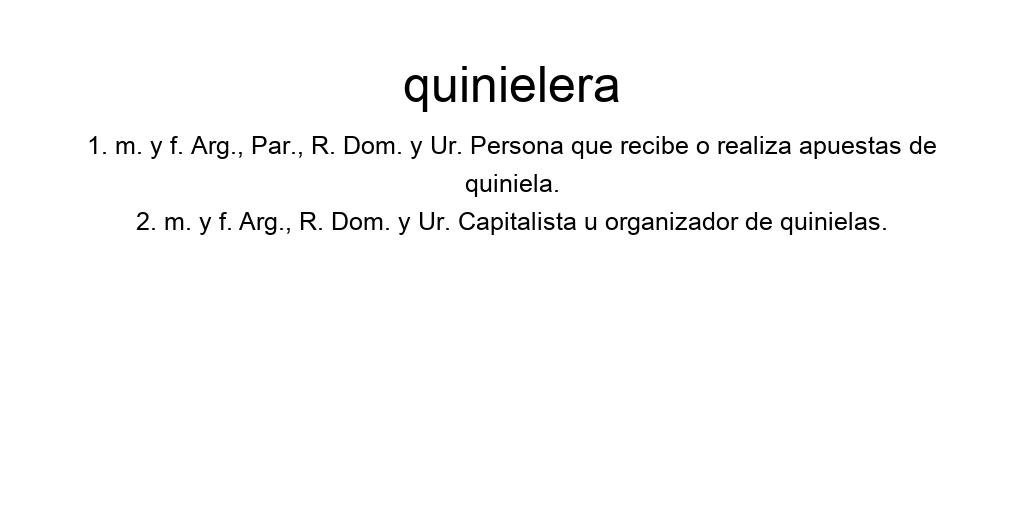 quinielera
1. m. y f. Arg., Par., R. Dom. y Ur. Persona que recibe o realiza apuestas de
quiniela.
2. m. y f. Arg., R. Dom. y Ur. Capitalista u organizador de quinielas.